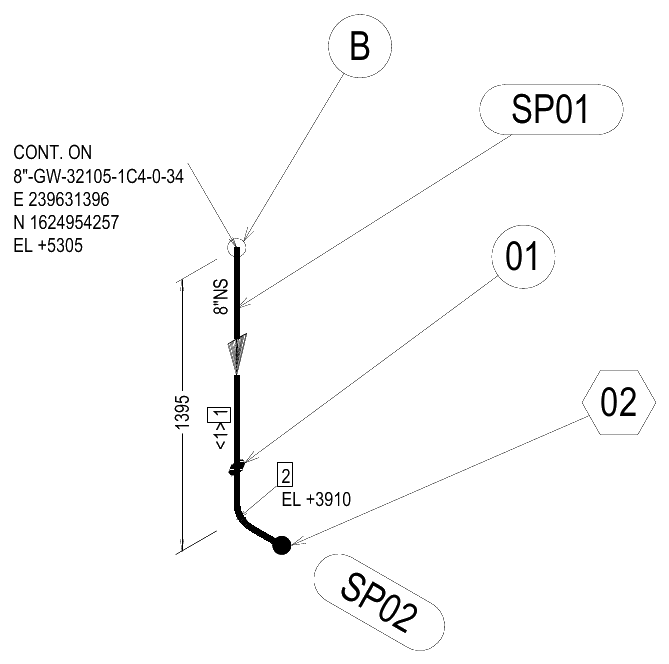 B
SP01
CONT. ON
8"-GW-32105-1C4-0-34
E 239631396
N 1624954257
EL +5305
01
8"NS
02
1395
<1> 1
2
EL +3910
SP02